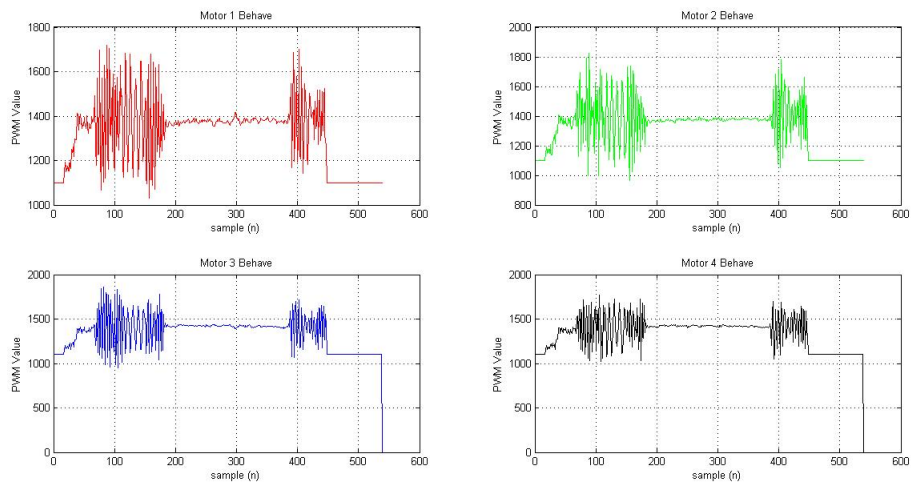 Motor 1 Behave
1800
1600
1400
1200
1000
PWM Value
0 100 200 300 400 500 600
sample (n)
Motor 2 Behave
2000
1800
1600
1400
1200
1000
800
PWM Value
0 100 200 300 400 500 600
sample (n)
Motor 3 Behave
2000
1500
1000
500
0
PWM Value
0 100 200 300 400 500 600
sample (n)
Motor 4 Behave
2000
1500
1000
500
0
PWM Value
0 100 200 300 400 500 600
sample (n)